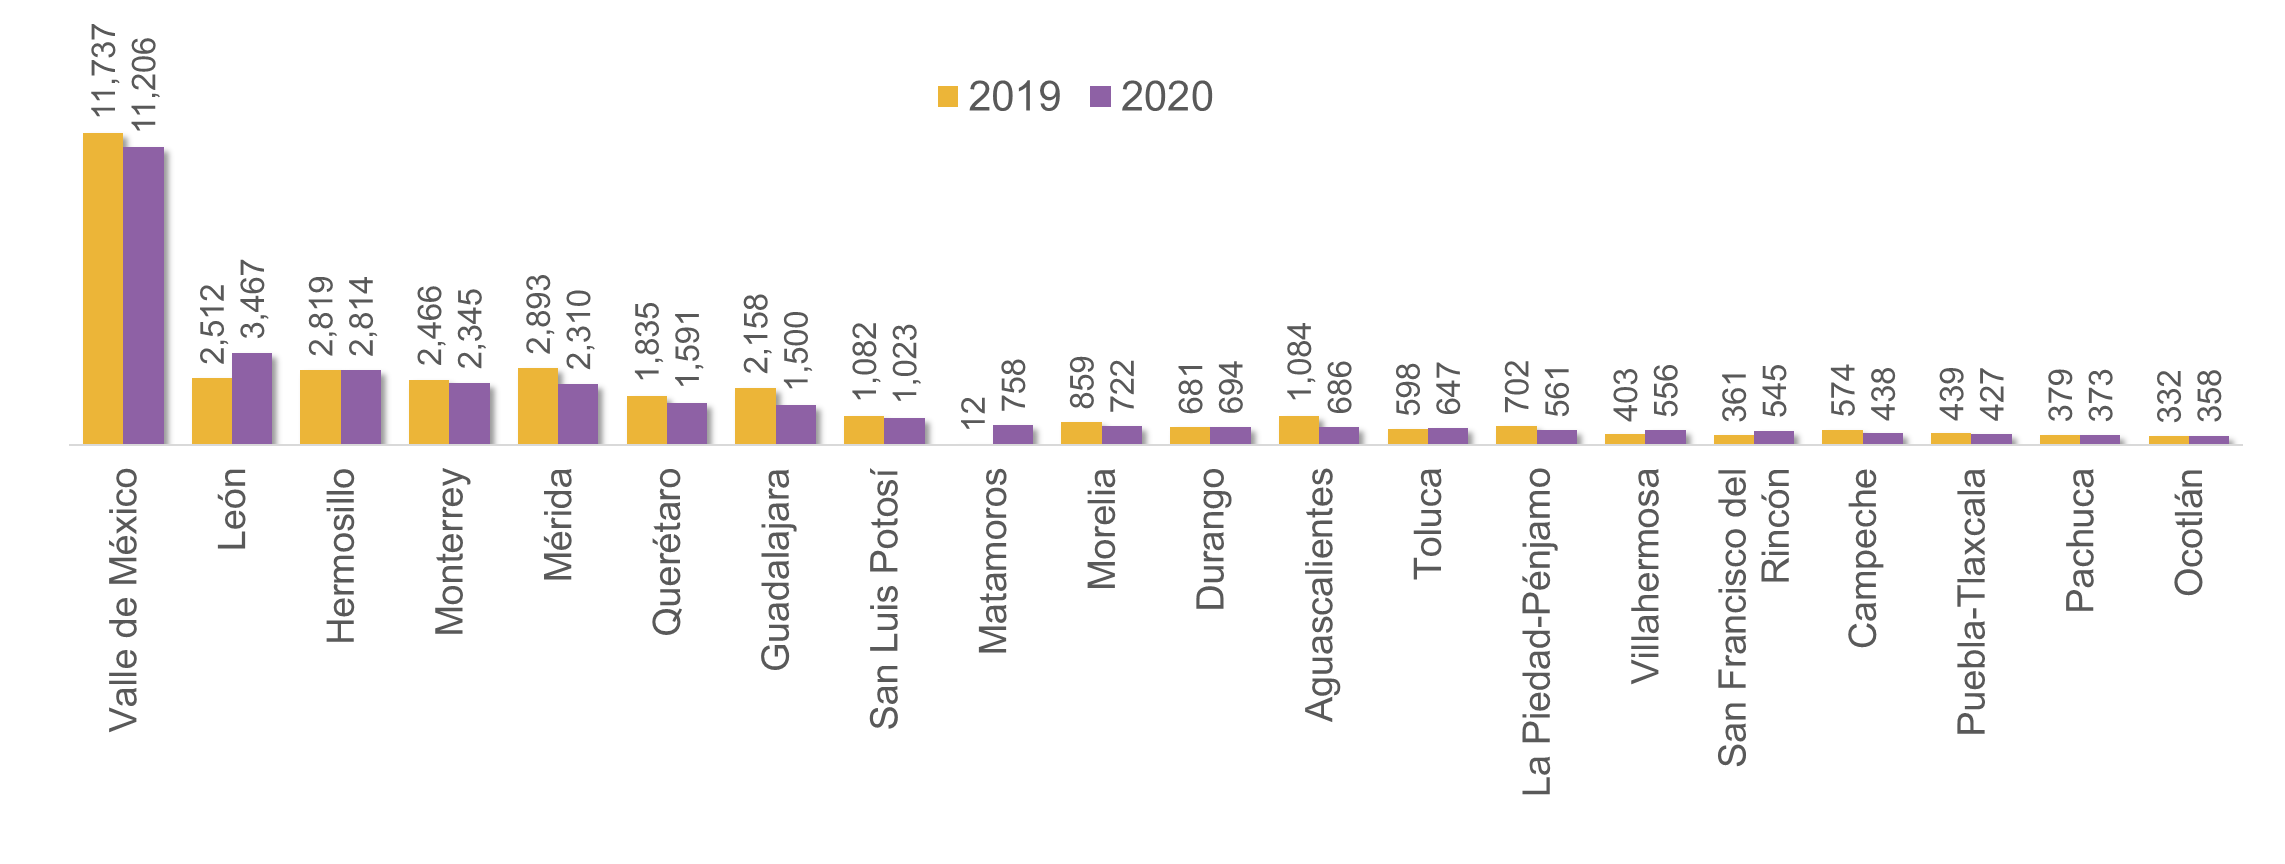 2019
2020
11,737
11,206
2,512
3,467
2,819
2,814
2,466
2,345
2,893
2,310
1,835
1,591
2,158
1,500
1,082
1,023
12
758
859
722
681
694
1,084
686
598
647
702
561
403
556
361
545
574
438
439
427
379
373
332
358
Valle de México
León
Hermosillo
Monterrey
Mérida
Querétaro
Guadalajara
San Luis Potosí
Matamoros
Morelia
Durango
Aguascalientes
Toluca
La Piedad-Pénjamo
Villahermosa
San Francisco del
Rincón
Campeche
Puebla-Tlaxcala
Pachuca
Ocotlán